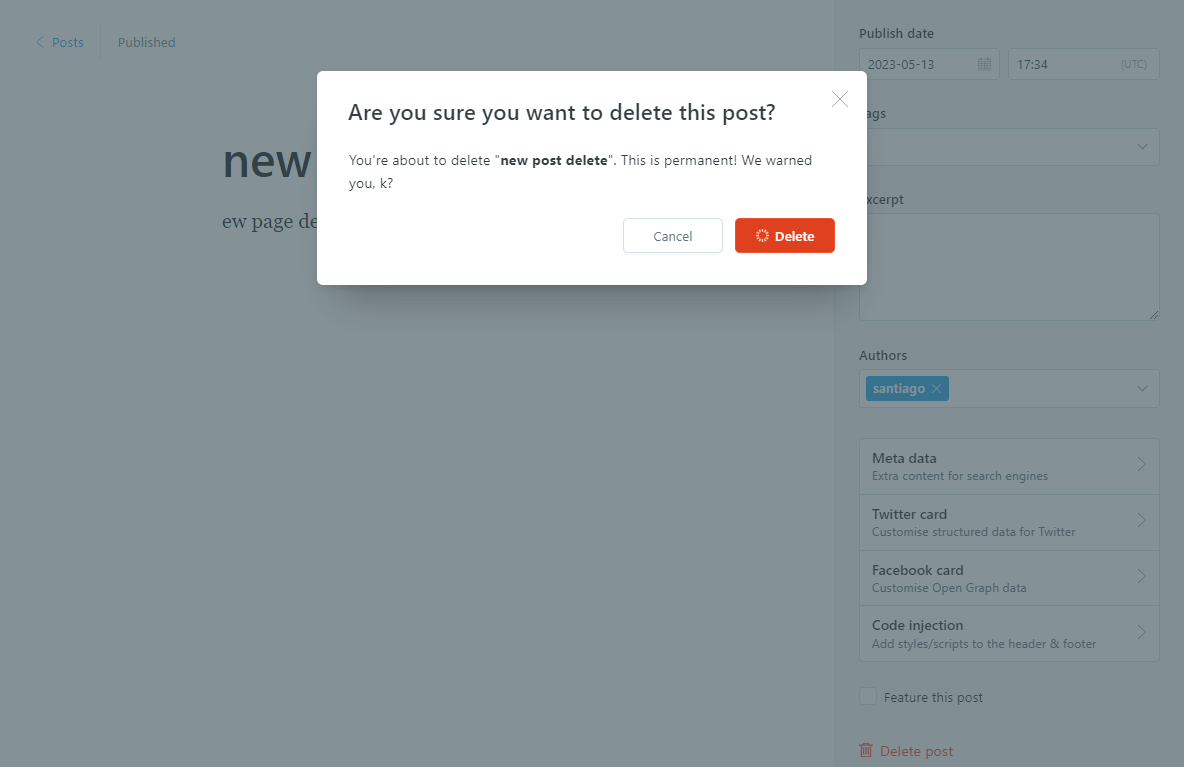 Posts
Published
Publish date
2023-05-13
17:34
(UTC)
Are you sure you want to delete this post?
You're about to delete "new post delete". This is permanent! We warned
you, k?
Cancel
Delete
new
ew page de
ags
xcerpt
Authors
santiago
Meta data
Extra content for search engines
Twitter card
Customise structured data for Twitter
Facebook card
Customise Open Graph data
Code injection
Add styles/scripts to the header & footer
Feature this post
Delete post